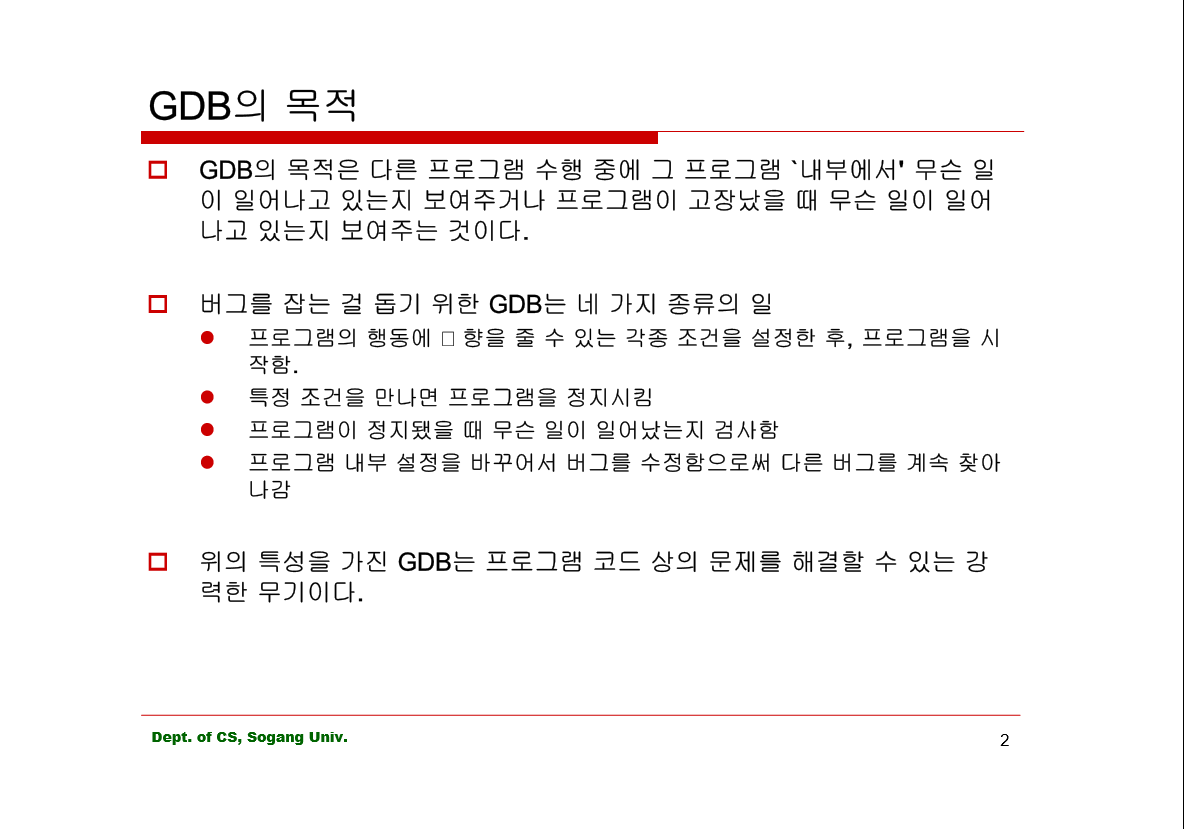 GDB의 목적
GDB의 목적은 다른 프로그램 수행 중에 그 프로그램 `내부에서' 무슨 일
이 일어나고 있는지 보여주거나 프로그램이 고장났을 때 무슨 일이 일어
나고 있는지 보여주는 것이다.
버그를 잡는 걸 돕기 위한 GDB는 네 가지 종류의 일
프로그램의 행동에 □ 향을 줄 수 있는 각종 조건을 설정한 후, 프로그램을 시
작함.
특정 조건을 만나면 프로그램을 정지시킴
프로그램이 정지됐을 때 무슨 일이 일어났는지 검사함
프로그램 내부 설정을 바꾸어서 버그를 수정함으로써 다른 버그를 계속 찾아
나감
위의 특성을 가진 GDB는 프로그램 코드 상의 문제를 해결할 수 있는 강
력한 무기이다.
Dept. of CS, Sogang Univ.
2